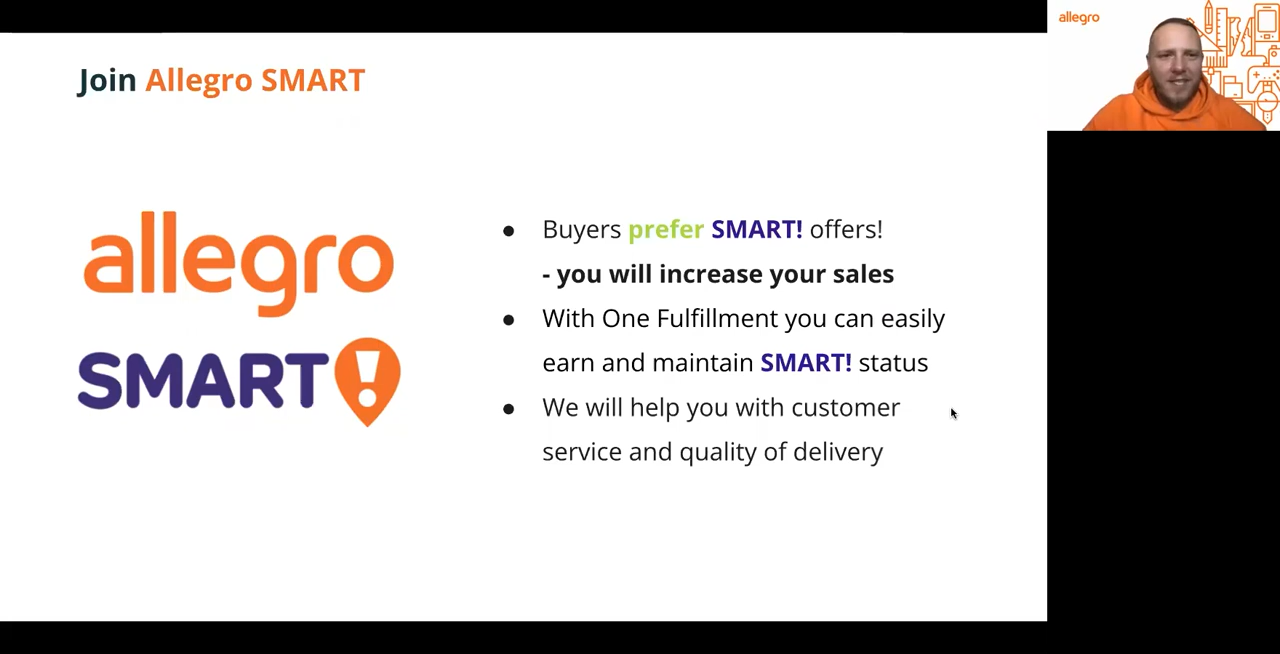 Join Allegro SMART
allegro
SMART!
● Buyers prefer SMART! offers!
- you will increase your sales
● With One Fulfillment you can easily
earn and maintain SMART! status
● We will help you with customer
service and quality of delivery
allegro